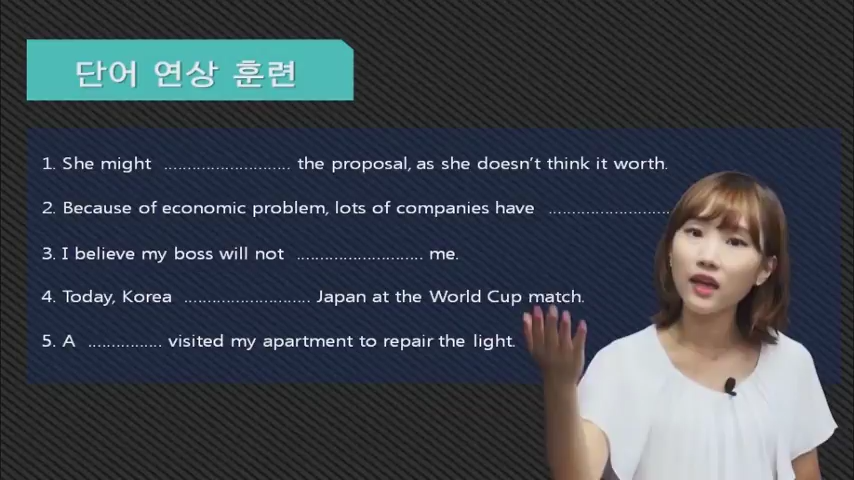 단어 연상 훈련
1. She might .......................... the proposal, as she doesn't think it worth.
2. Because of economic problem, lots of companies have .........................
3. I believe my boss will not .......................... me.
4. Today, Korea .......................... Japan at the World Cup match.
5. A ............... visited my apartment to repair the light.